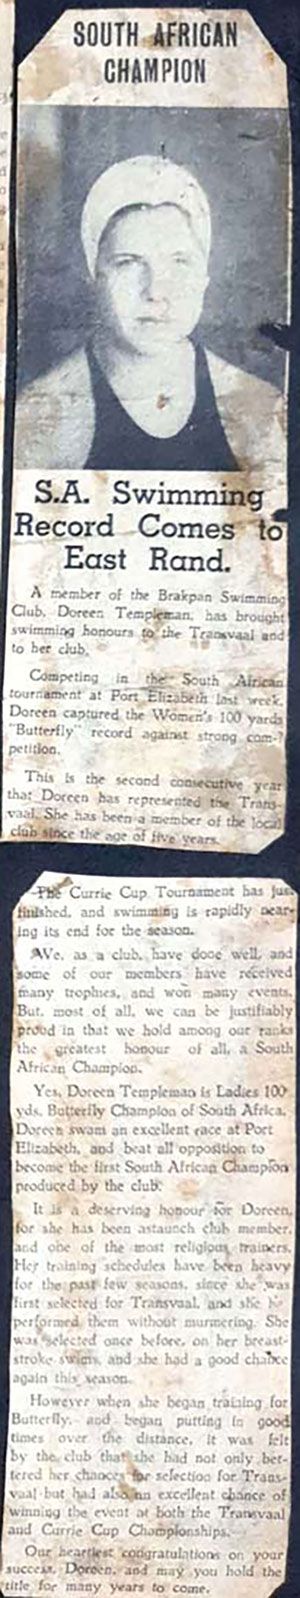 SOUTH AFRICAN
CHAMPION
S.A. Swimming
Record Comes to
East Rand.
A member of the Brakpan Swimming
Club, Doreen Templeman, has brought
swimming honours to the Transvaal and
to her club.
Competing in the South African
tournament at Port Elizabeth last week,
Doreen captured the Women's 100 yards
"Butterfly" record against strong com-
petition.
This is the second consecutive year
that Doreen has represented the Trans-
vaal. She has been a member of the local
club since the age of five years.
The Currie Cup Tournament has just
finished, and swimming is rapidly near-
ing its end for the season.
We, as a club, have done well, and
some of our members have received
many trophies, and won many events.
But, most of all, we can be justifiably
proud in that we hold among our ranks
the greatest honour of all, a South
African Champion.
Yes, Doreen Templeman is Ladies 100
yds. Butterfly Champion of South Africa.
Doreen swam an excellent race at Port
Elizabeth, and beat all opposition to
become the first South African Champion
produced by the club.
It is a deserving honour for Doreen,
for she has been astaunch club member,
and one of the most religious trainers.
Her training schedules have been heavy
for the past few seasons, since she was
first selected for Transvaal, and she
performed them without murmering. She
was selected once before, on her breast-
stroke swims, and she had a good chance
again this season.
However when she began training for
Butterfly, and began putting in good
times over the distance, it was felt
by the club that she had not only bet-
tered her chances for selection for Trans-
vaal but had also an excellent chance of
winning the event at both the Transvaal
and Currie Cup Championships.
Our heartiest congratulations on your
success, Doreen, and may you hold the
title for many years to come.